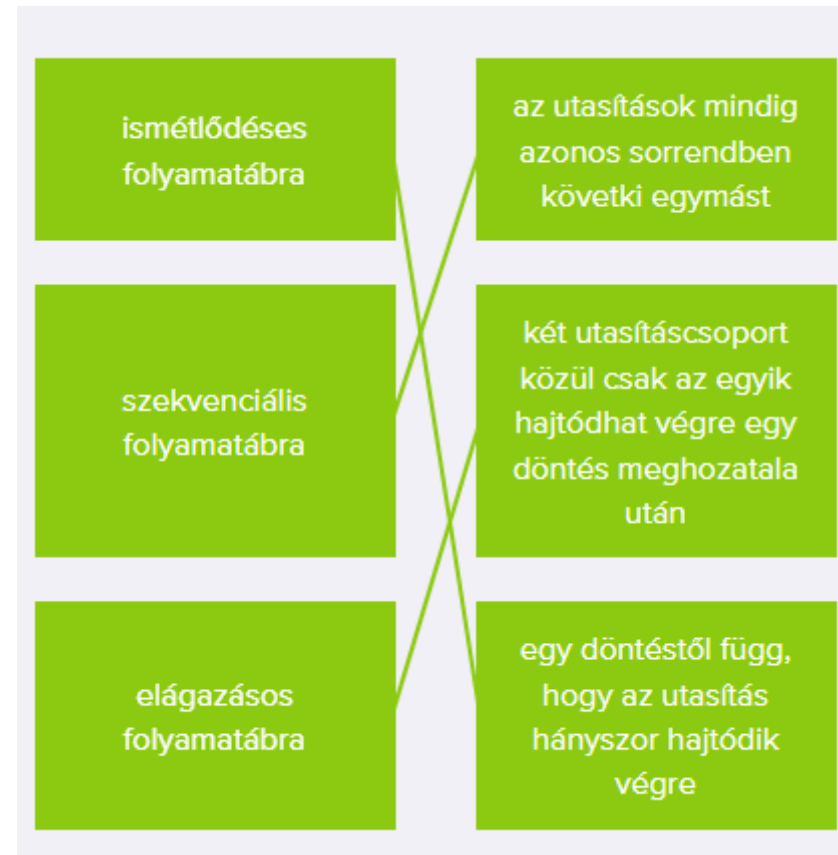 ismétlődéses
folyamatábra
az utasítások mindig
azonos sorrendben
követki egymást
szekvenciális
folyamatábra
két utasításcsoport
közül csak az egyik
hajtódhat végre egy
döntés meghozatala
után
elágazásos
folyamatábra
egy döntéstől függ,
hogy az utasítás
hányszor hajtódik
végre